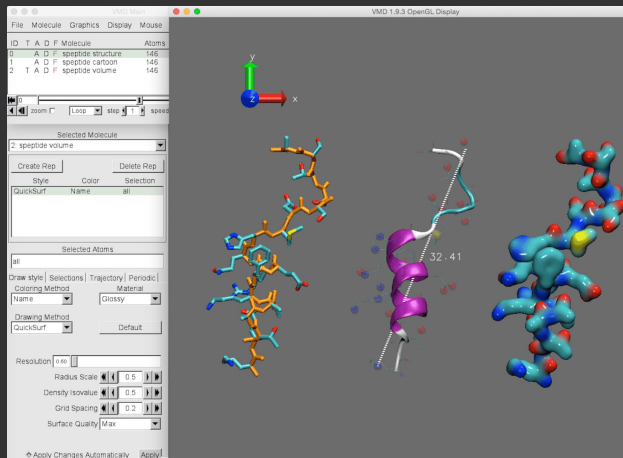 VMD Main
VMD 1.9.3 OpenGL Display
File Molecule Graphics Display Mouse
ID T A D F Molecule Atoms
0 A D F speptide structure 146
1 A D F speptide cartoon 146
2 T A D F speptide volume 146
0 1
zoom Loop step 1 speed
Selected Molecule
2: speptide volume
Create Rep Delete Rep
Style Color Selection
QuickSurf Name all
Selected Atoms
all
Draw style Selections Trajectory Periodic
Coloring Method Material
Name Glossy
Drawing Method
QuickSurf Default
Resolution 0.60
Radius Scale 0.5
Density Isovalue 0.5
Grid Spacing 0.2
Surface Quality Max
Apply Changes Automatically Apply
y
z x
32.41